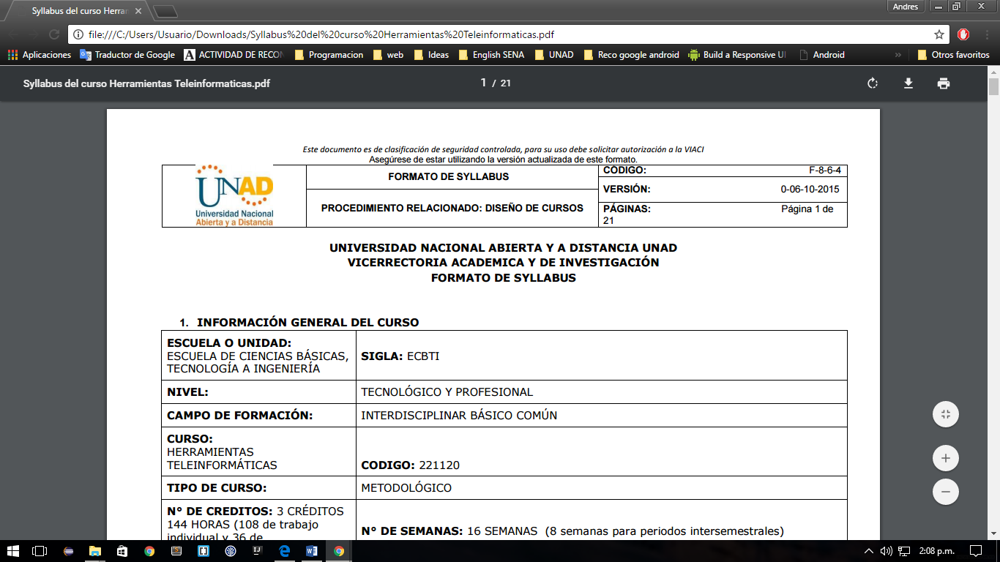 Syllabus del curso Herra
Andres
file:///C:/Users/Usuario/Downloads/Syllabus%20del%20curso%20Herramientas%20Teleinformaticas.pdf
Aplicaciones Traductor de Google ACTIVIDAD DE RECON Programacion web Ideas English SENA UNAD Reco google android Build a Responsive UI Android » Otros favoritos
Syllabus del curso Herramientas Teleinformaticas.pdf 1 / 21
Este documento es de clasificación de seguridad controlada, para su uso debe solicitar autorización a la VIACI
Asegúrese de estar utilizando la versión actualizada de este formato.
UNAD
Universidad Nacional
Abierta y a Distancia
FORMATO DE SYLLABUS
PROCEDIMIENTO RELACIONADO: DISEÑO DE CURSOS
CÓDIGO: F-8-6-4
VERSIÓN: 0-06-10-2015
PÁGINAS: Página 1 de
21
UNIVERSIDAD NACIONAL ABIERTA Y A DISTANCIA UNAD
VICERRECTORIA ACADEMICA Y DE INVESTIGACIÓN
FORMATO DE SYLLABUS
1. INFORMACIÓN GENERAL DEL CURSO
ESCUELA O UNIDAD:
ESCUELA DE CIENCIAS BÁSICAS,
TECNOLOGÍA A INGENIERÍA
SIGLA: ECBTI
NIVEL: TECNOLÓGICO Y PROFESIONAL
CAMPO DE FORMACIÓN: INTERDISCIPLINAR BÁSICO COMÚN
CURSO:
HERRAMIENTAS
TELEINFORMÁTICAS
CODIGO: 221120
TIPO DE CURSO: METODOLÓGICO
N° DE CREDITOS: 3 CRÉDITOS
144 HORAS (108 de trabajo
individual y 36 de
N° DE SEMANAS: 16 SEMANAS (8 semanas para periodos intersemestrales)
2:08 p.m.